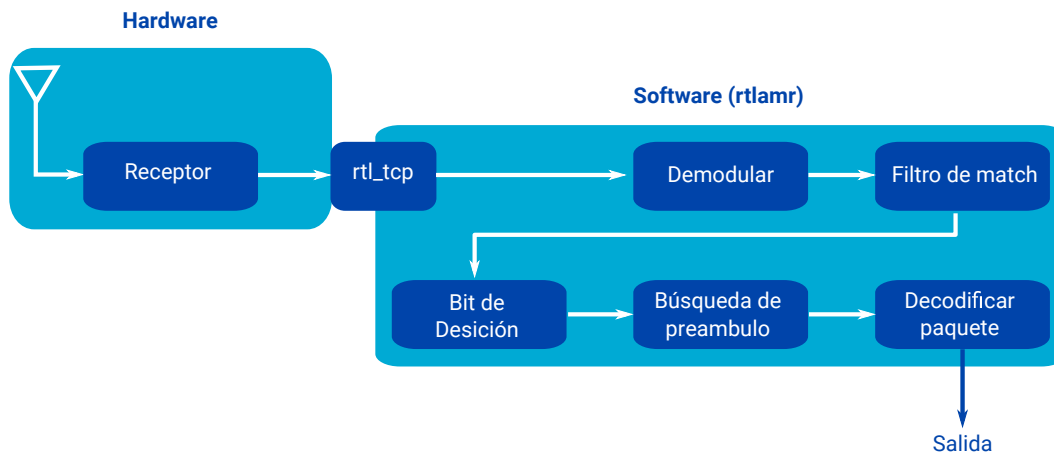 Hardware
Software (rtlamr)
Receptor
rtl_tcp
Demodular
Filtro de match
Bit de
Desición
Búsqueda de
preambulo
Decodificar
paquete
Salida